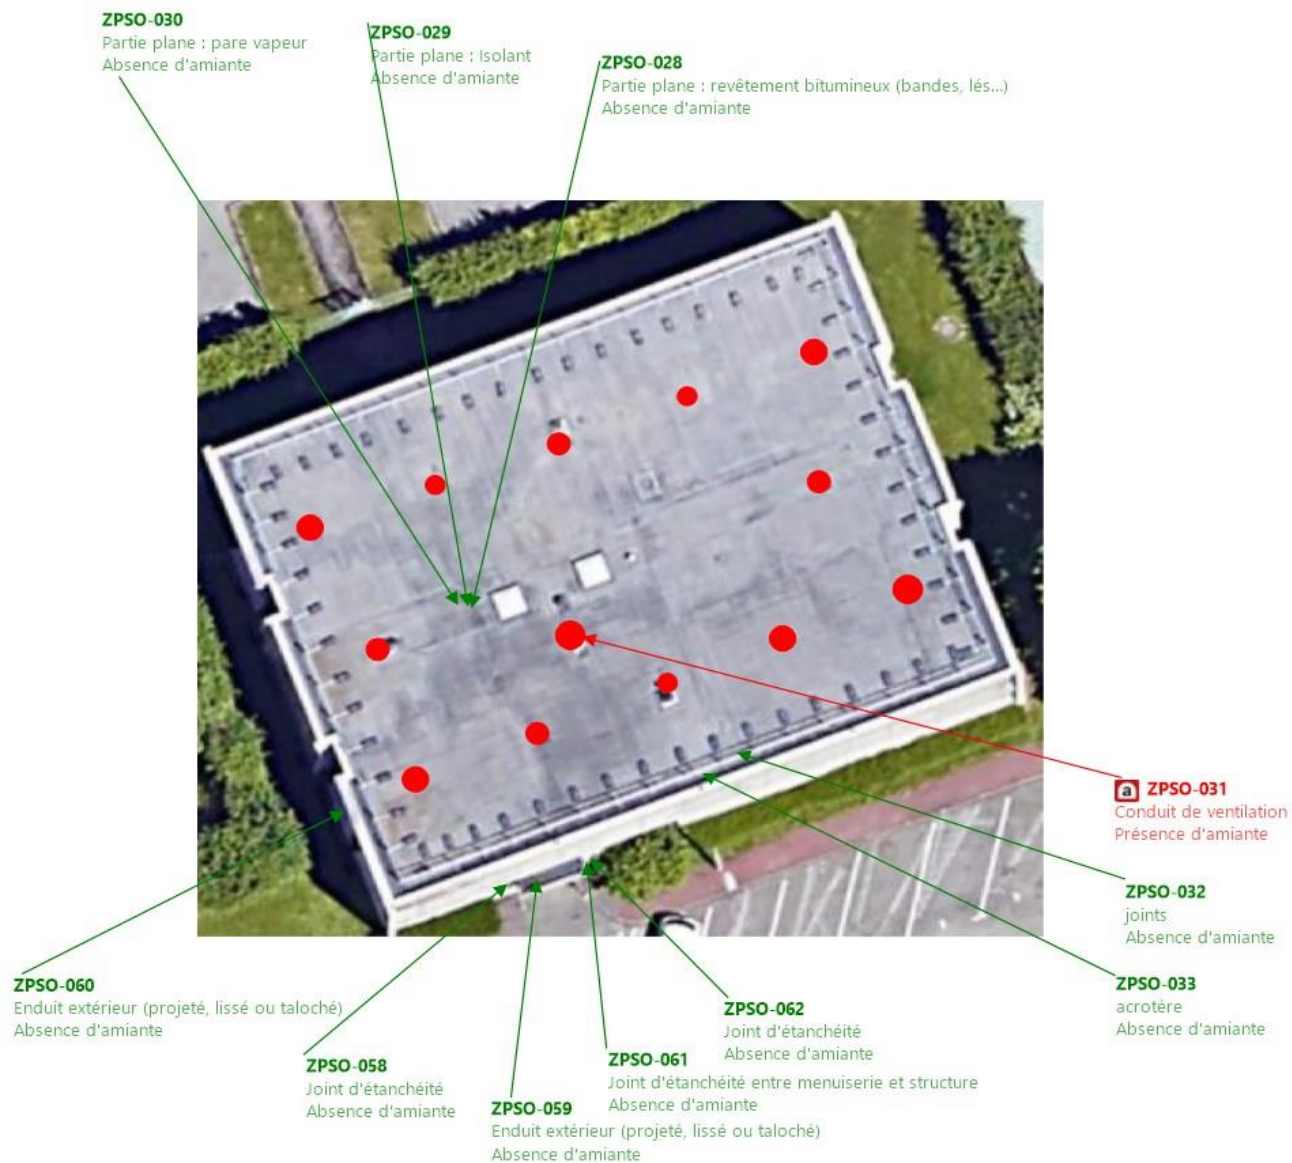 ZPSO-030
Partie plane : pare vapeur
Absence d'amiante
ZPSO-029
Partie plane : Isolant
Absence d'amiante
ZPSO-028
Partie plane : revêtement bitumineux (bandes, lés...)
Absence d'amiante
a ZPSO-031
Conduit de ventilation
Présence d'amiante
ZPSO-032
joints
Absence d'amiante
ZPSO-033
acrotère
Absence d'amiante
ZPSO-060
Enduit extérieur (projeté, lissé ou taloché)
Absence d'amiante
ZPSO-062
Joint d'étanchéité
Absence d'amiante
ZPSO-058
Joint d'étanchéité
Absence d'amiante
ZPSO-061
Joint d'étanchéité entre menuiserie et structure
Absence d'amiante
ZPSO-059
Enduit extérieur (projeté, lissé ou taloché)
Absence d'amiante